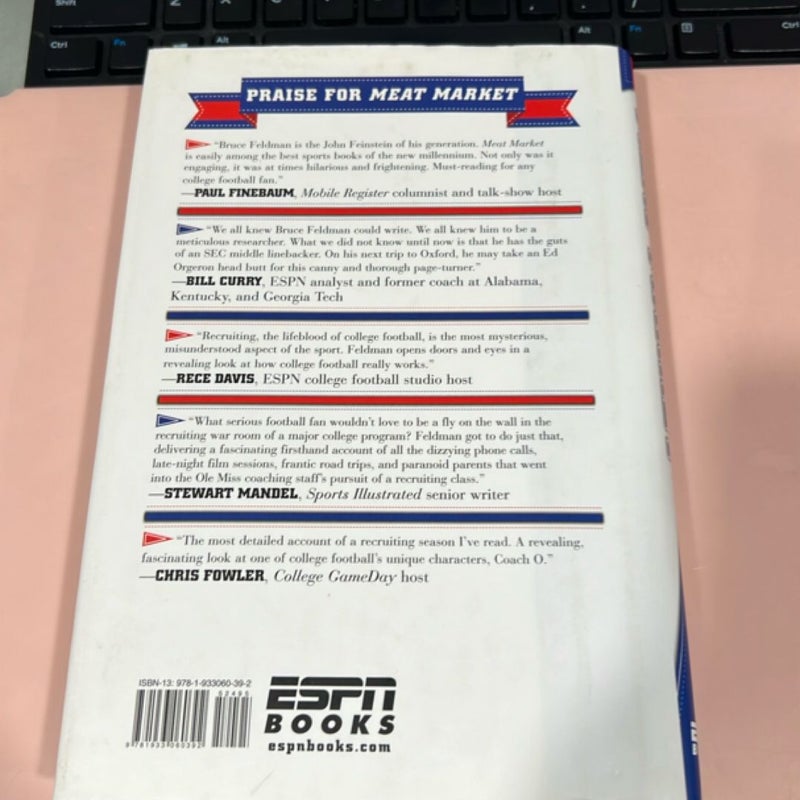 Shift
Ctrl
Fn
Alt
Alt
Fn
Ctrl
PRAISE FOR MEAT MARKET
“Bruce Feldman is the John Feinstein of his generation. Meat Market
is easily among the best sports books of the new millennium. Not only was it
engaging, it was at times hilarious and frightening. Must-reading for any
college football fan.”
—PAUL FINEBAUM, Mobile Register columnist and talk-show host
“We all knew Bruce Feldman could write. We all knew him to be a
meticulous researcher. What we did not know until now is that he has the guts
of an SEC middle linebacker. On his next trip to Oxford, he may take an Ed
Orgeron head butt for this canny and thorough page-turner.”
—BILL CURRY, ESPN analyst and former coach at Alabama,
Kentucky, and Georgia Tech
“Recruiting, the lifeblood of college football, is the most mysterious,
misunderstood aspect of the sport. Feldman opens doors and eyes in a
revealing look at how college football really works.”
—RECE DAVIS, ESPN college football studio host
“What serious football fan wouldn’t love to be a fly on the wall in the
recruiting war room of a major college program? Feldman got to do just that,
delivering a fascinating firsthand account of all the dizzying phone calls,
late-night film sessions, frantic road trips, and paranoid parents that went
into the Ole Miss coaching staff’s pursuit of a recruiting class.”
—STEWART MANDEL, Sports Illustrated senior writer
“The most detailed account of a recruiting season I’ve read. A revealing,
fascinating look at one of college football’s unique characters, Coach O.”
—CHRIS FOWLER, College GameDay host
ISBN-13: 978-1-933060-39-2
52495
9 781933 060392
ESPN
BOOKS
espnbooks.com